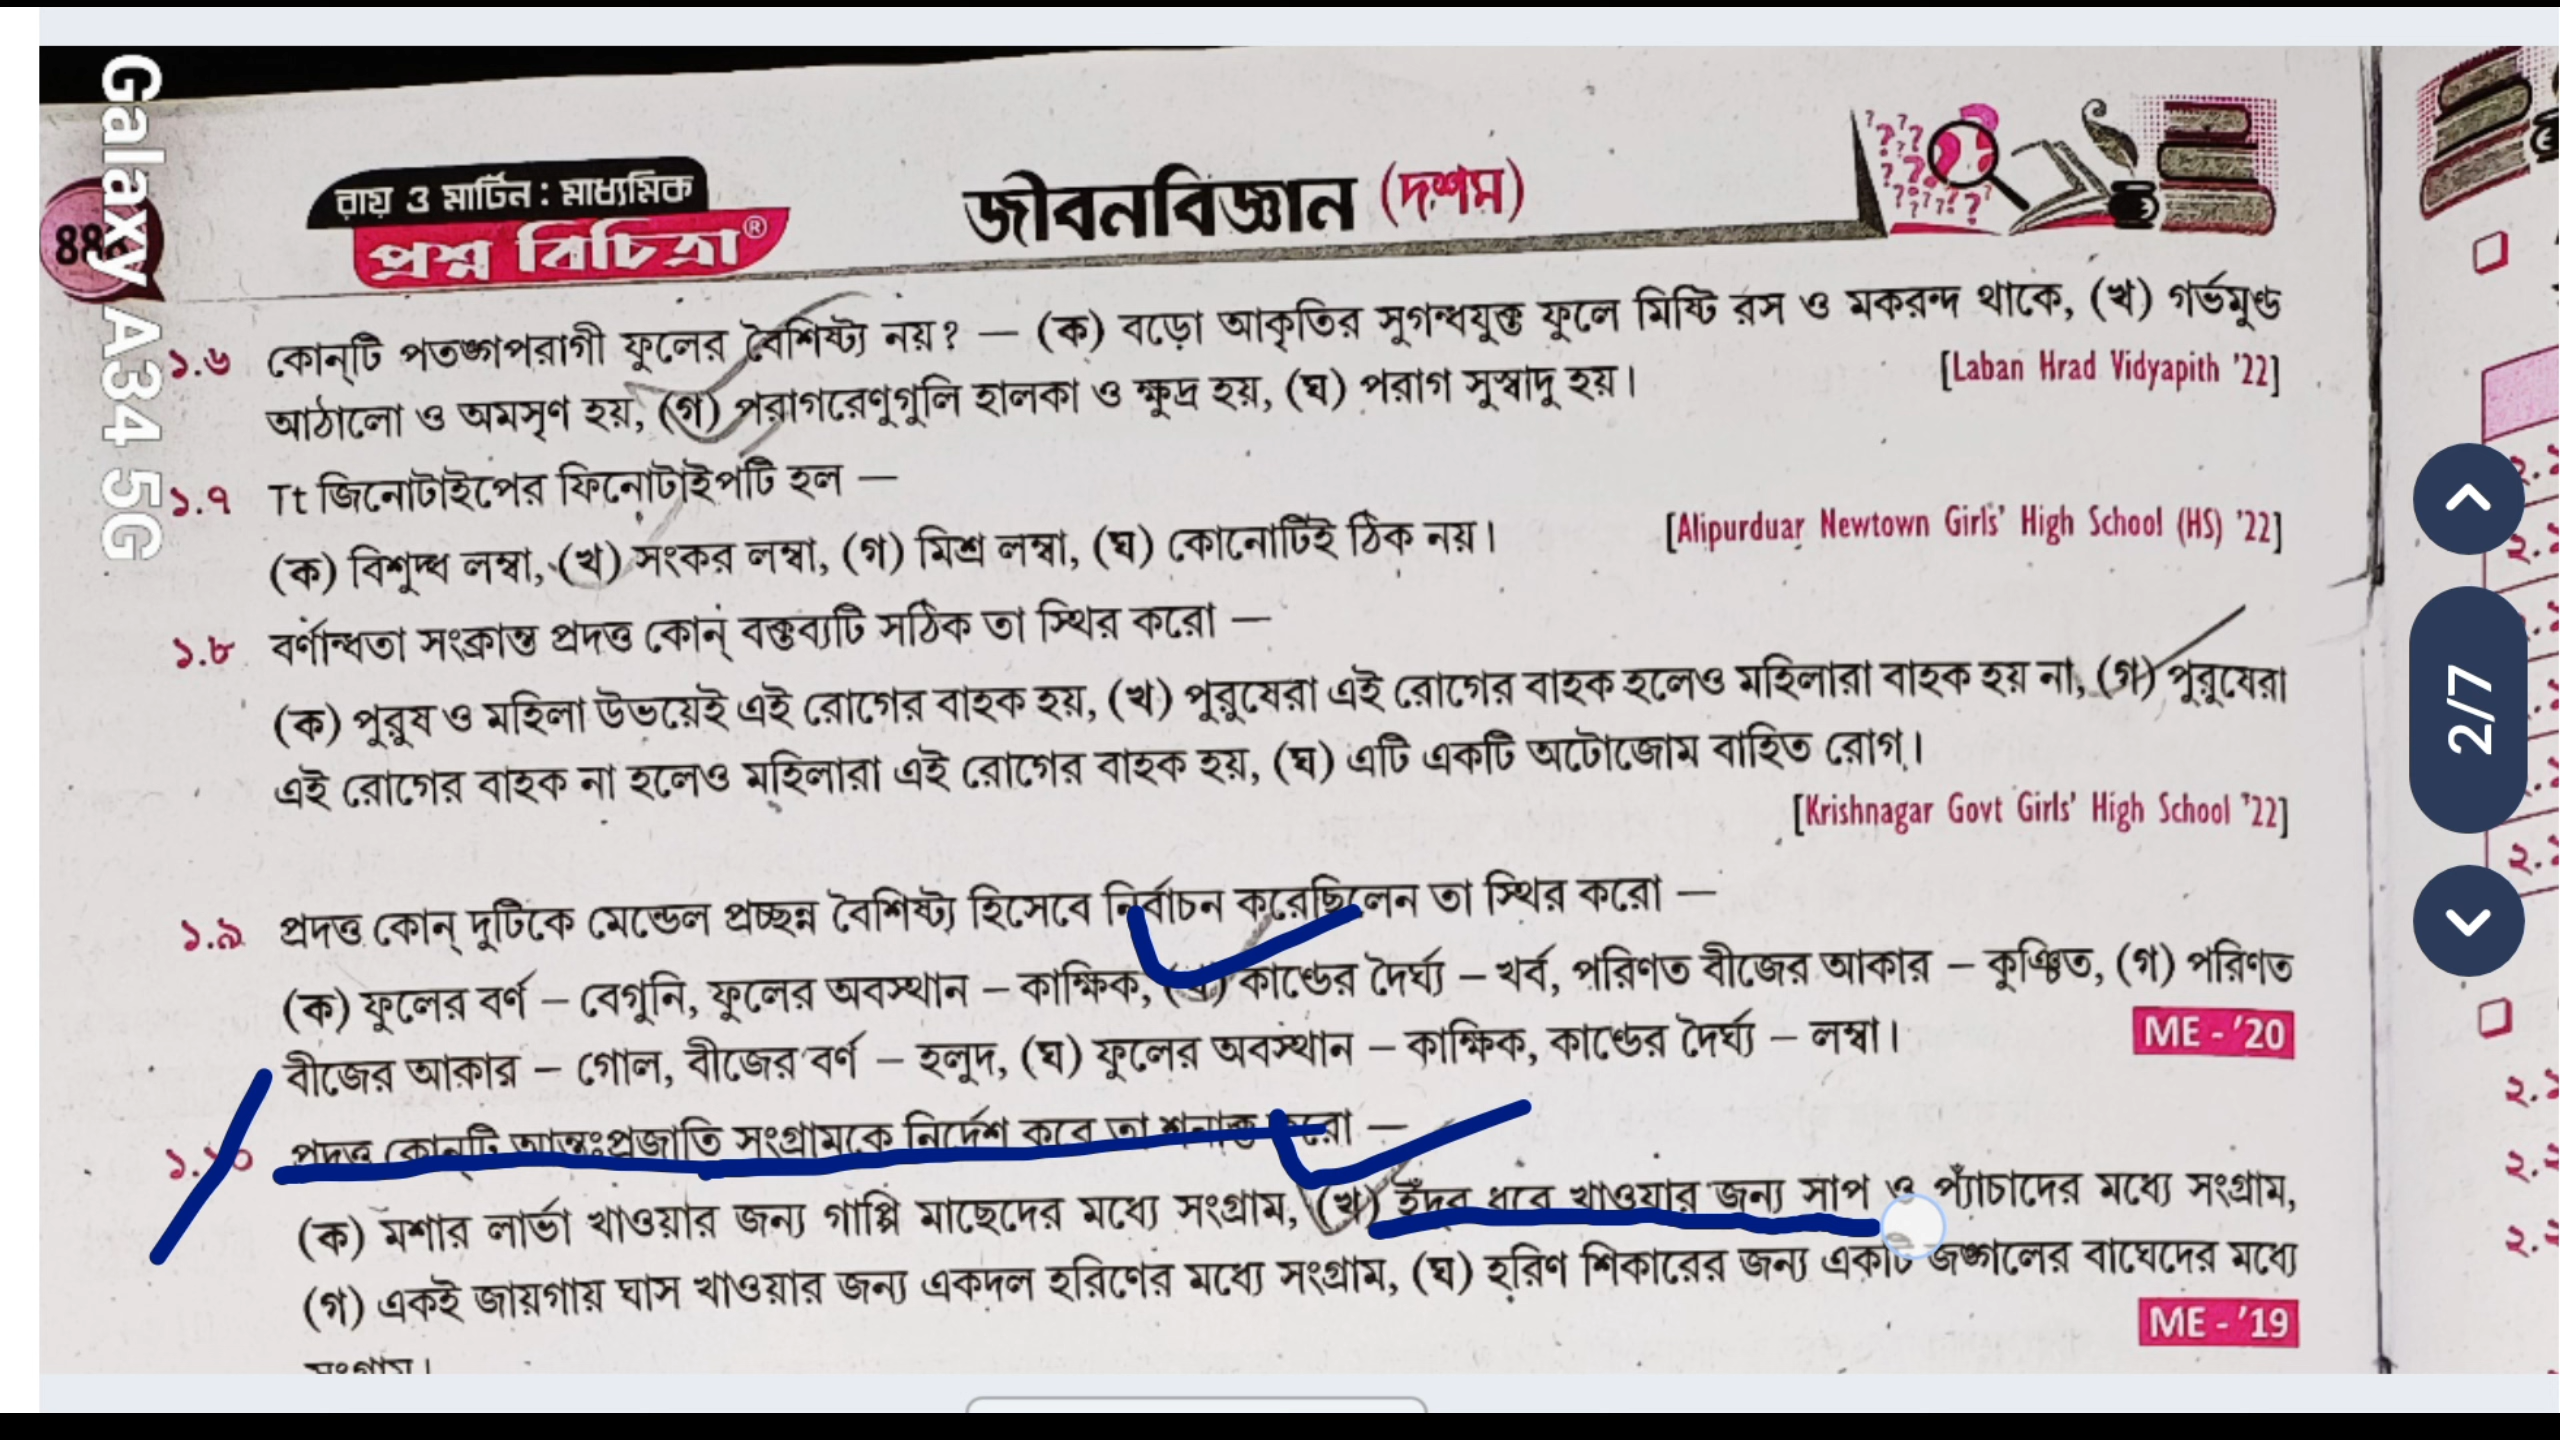 রায় ও মার্টিন : মাধ্যমিক
প্রশ্ন বিচিত্রা®
জীবনবিজ্ঞান (দশম)
Galaxy A34 5G
১.৬ কোন্‌টি পতঙ্গপরাগী ফুলের বৈশিষ্ট্য নয়? — (ক) বড়ো আকৃতির সুগন্ধযুক্ত ফুলে মিষ্টি রস ও মকরন্দ থাকে, (খ) গর্ভমুণ্ড
আঠালো ও অমসৃণ হয়, (গ) পরাগরেণুগুলি হালকা ও ক্ষুদ্র হয়, (ঘ) পরাগ সুস্বাদু হয়।
[Laban Hrad Vidyapith '22]
১.৭ Tt জিনোটাইপের ফিনোটাইপটি হল —
(ক) বিশুদ্ধ লম্বা, (খ) সংকর লম্বা, (গ) মিশ্র লম্বা, (ঘ) কোনোটিই ঠিক নয়।
[Alipurduar Newtown Girls' High School (HS) '22]
১.৮ বর্ণান্ধতা সংক্রান্ত প্রদত্ত কোন্ বক্তব্যটি সঠিক তা স্থির করো —
(ক) পুরুষ ও মহিলা উভয়েই এই রোগের বাহক হয়, (খ) পুরুষেরা এই রোগের বাহক হলেও মহিলারা বাহক হয় না, (গ) পুরুষেরা
এই রোগের বাহক না হলেও মহিলারা এই রোগের বাহক হয়, (ঘ) এটি একটি অটোজোম বাহিত রোগ।
[Krishnagar Govt Girls' High School '22]
১.৯ প্রদত্ত কোন্ দুটিকে মেন্ডেল প্রচ্ছন্ন বৈশিষ্ট্য হিসেবে নির্বাচন করেছিলেন তা স্থির করো —
(ক) ফুলের বর্ণ – বেগুনি, ফুলের অবস্থান – কাক্ষিক, (খ) কাণ্ডের দৈর্ঘ্য – খর্ব, পরিণত বীজের আকার – কুঞ্চিত, (গ) পরিণত
বীজের আকার – গোল, বীজের বর্ণ – হলুদ, (ঘ) ফুলের অবস্থান – কাক্ষিক, কাণ্ডের দৈর্ঘ্য – লম্বা।
ME - '20
১.১০ প্রদত্ত কোন্‌টি আন্তঃপ্রজাতি সংগ্রামকে নির্দেশ করে তা শনাক্ত করো —
(ক) মশার লার্ভা খাওয়ার জন্য গাপ্পি মাছেদের মধ্যে সংগ্রাম, (খ) ইঁদুর ধরে খাওয়ার জন্য সাপ ও প্যাঁচাদের মধ্যে সংগ্রাম,
(গ) একই জায়গায় ঘাস খাওয়ার জন্য একদল হরিণের মধ্যে সংগ্রাম, (ঘ) হরিণ শিকারের জন্য একটি জঙ্গলের বাঘেদের মধ্যে
সংগ্রাম।
ME - '19
2/7